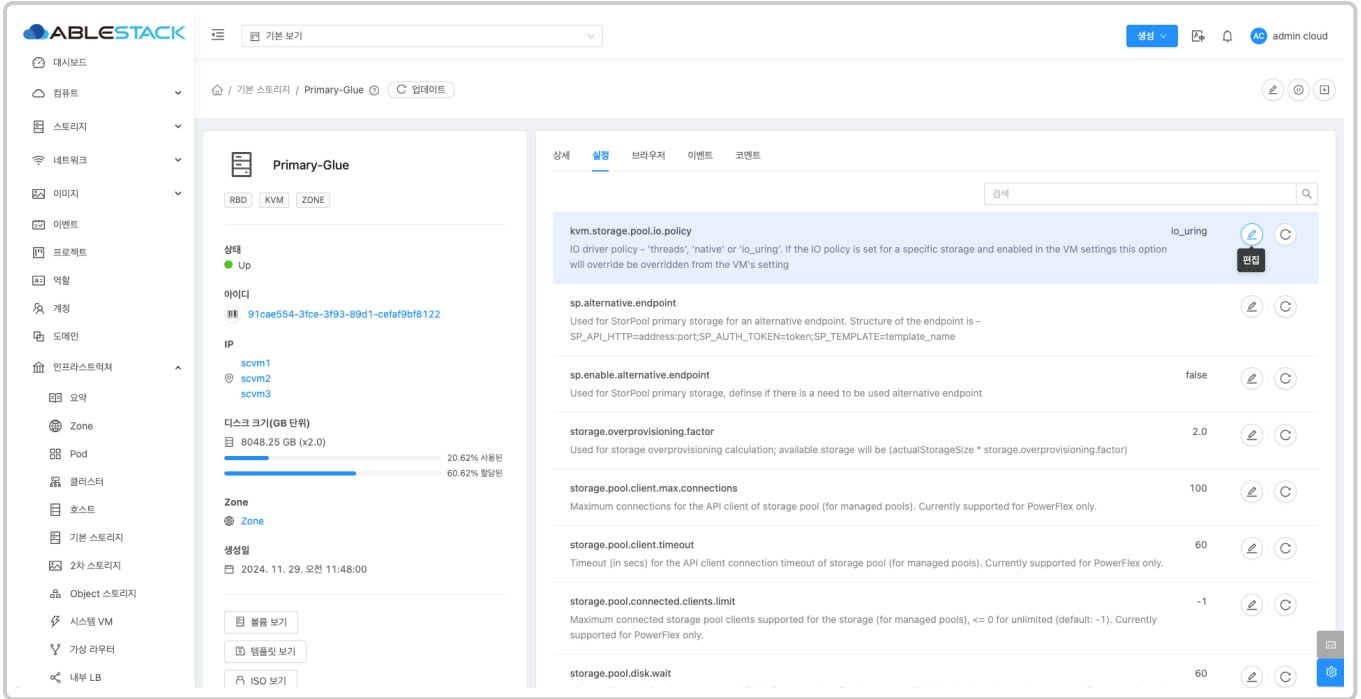 ABLESTACK
기본 보기
생성
AC admin cloud
대시보드
컴퓨트
스토리지
네트워크
이미지
이벤트
프로젝트
역할
계정
도메인
인프라스트럭쳐
요약
Zone
Pod
클러스터
호스트
기본 스토리지
2차 스토리지
Object 스토리지
시스템 VM
가상 라우터
내부 LB
/ 기본 스토리지 / Primary-Glue
업데이트
Primary-Glue
RBD KVM ZONE
상태
Up
아이디
91cae554-3fce-3f93-89d1-cefaf9bf8122
IP
scvm1
scvm2
scvm3
디스크 크기(GB 단위)
8048.25 GB (x2.0)
20.62% 사용된
60.62% 할당된
Zone
Zone
생성일
2024. 11. 29. 오전 11:48:00
볼륨 보기
템플릿 보기
ISO 보기
상세 설정 브라우저 이벤트 코멘트
검색
kvm.storage.pool.io.policy io_uring
IO driver policy - 'threads', 'native' or 'io_uring'. If the IO policy is set for a specific storage and enabled in the VM settings this option
will override be overridden from the VM's setting
편집
sp.alternative.endpoint
Used for StorPool primary storage for an alternative endpoint. Structure of the endpoint is -
SP_API_HTTP=address:port;SP_AUTH_TOKEN=token;SP_TEMPLATE=template_name
sp.enable.alternative.endpoint false
Used for StorPool primary storage, definse if there is a need to be used alternative endpoint
storage.overprovisioning.factor 2.0
Used for storage overprovisioning calculation; available storage will be (actualStorageSize * storage.overprovisioning.factor)
storage.pool.client.max.connections 100
Maximum connections for the API client of storage pool (for managed pools). Currently supported for PowerFlex only.
storage.pool.client.timeout 60
Timeout (in secs) for the API client connection timeout of storage pool (for managed pools). Currently supported for PowerFlex only.
storage.pool.connected.clients.limit -1
Maximum connected storage pool clients supported for the storage (for managed pools), <= 0 for unlimited (default: -1). Currently
supported for PowerFlex only.
storage.pool.disk.wait 60